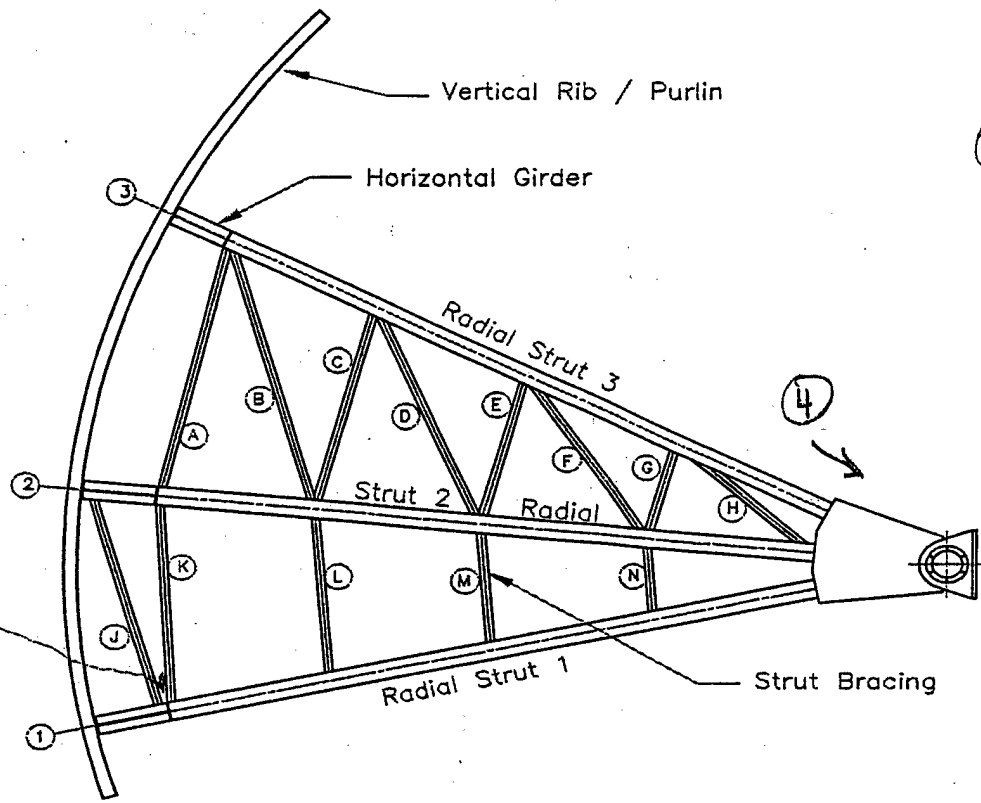 Vertical Rib / Purlin
Horizontal Girder
3
Radial Strut 3
4
C
B
E
D
A
F
G
H
2
Strut 2
Radial
K
L
M
N
J
Radial Strut 1
Strut Bracing
1